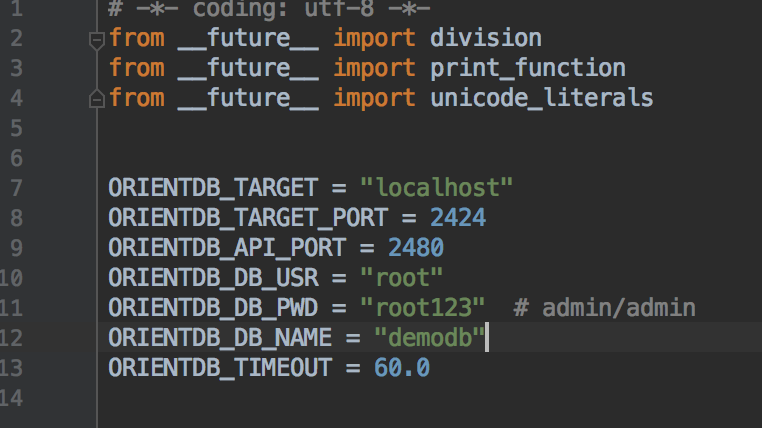 1 # -*- coding: utf-8 -*-
2 from __future__ import division
3 from __future__ import print_function
4 from __future__ import unicode_literals
5
6
7 ORIENTDB_TARGET = "localhost"
8 ORIENTDB_TARGET_PORT = 2424
9 ORIENTDB_API_PORT = 2480
10 ORIENTDB_DB_USR = "root"
11 ORIENTDB_DB_PWD = "root123"  # admin/admin
12 ORIENTDB_DB_NAME = "demodb"
13 ORIENTDB_TIMEOUT = 60.0
14